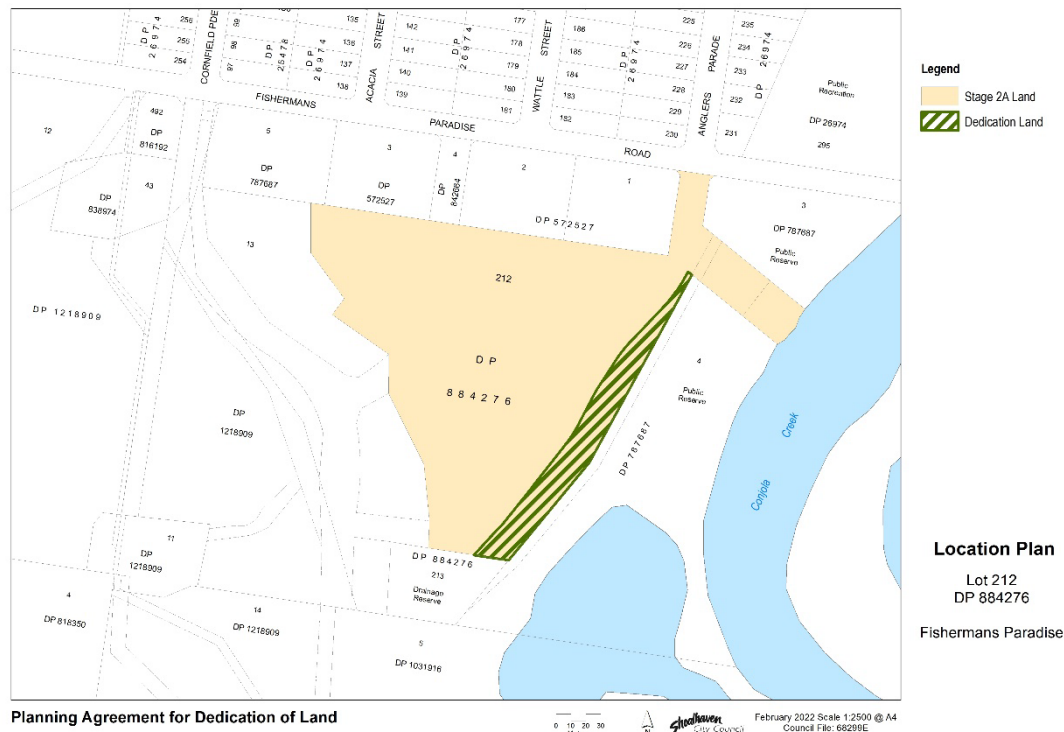 256
DP
26974
255
254
CORNFIELD PDE
99
98
97
DP
25478
DP
26974
135
136
137
138
ACACIA STREET
142
141
140
139
DP
26974
177
178
179
180
181
WATTLE STREET
186
185
184
183
182
DP
26974
225
226
227
228
229
230
ANGLERS PARADE
235
234
233
232
231
DP 26974
Public
Recreation
DP 26974
295
FISHERMANS PARADISE ROAD
12
492
DP
816192
43
DP
838974
5
DP
787687
3
DP
572527
4
DP
842664
2
1
DP 572527
3
DP 787687
Public
Reserve
13
212
DP
884276
DP 1218909
DP
1218909
4
Public
Reserve
DP 787687
Conjola Creek
11
DP
1218909
DP 884276
213
Drainage
Reserve
4
DP 818350
14
DP 1218909
5
DP 1031916
Legend
Stage 2A Land
Dedication Land
Location Plan
Lot 212
DP 884276
Fishermans Paradise
Planning Agreement for Dedication of Land
0 10 20 30
N
Shoalhaven
City Council
February 2022 Scale 1:2500 @ A4
Council File: 68299E